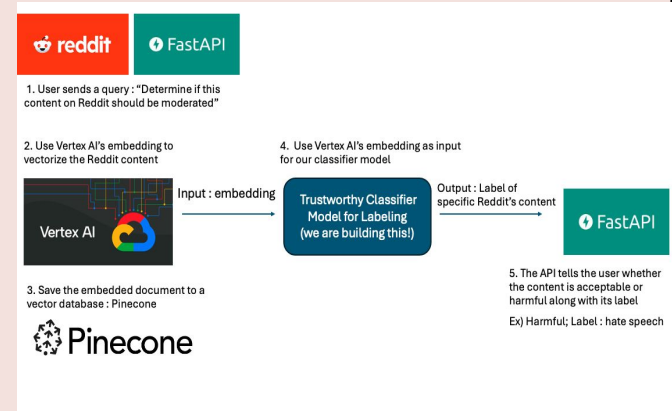 reddit
FastAPI
1. User sends a query : “Determine if this
content on Reddit should be moderated”
2. Use Vertex AI’s embedding to
vectorize the Reddit content
Vertex AI
3. Save the embedded document to a
vector database : Pinecone
Pinecone
Input : embedding
4. Use Vertex AI’s embedding as input
for our classifier model
Trustworthy Classifier
Model for Labeling
(we are building this!)
Output : Label of
specific Reddit’s content
FastAPI
5. The API tells the user whether
the content is acceptable or
harmful along with its label
Ex) Harmful; Label : hate speech